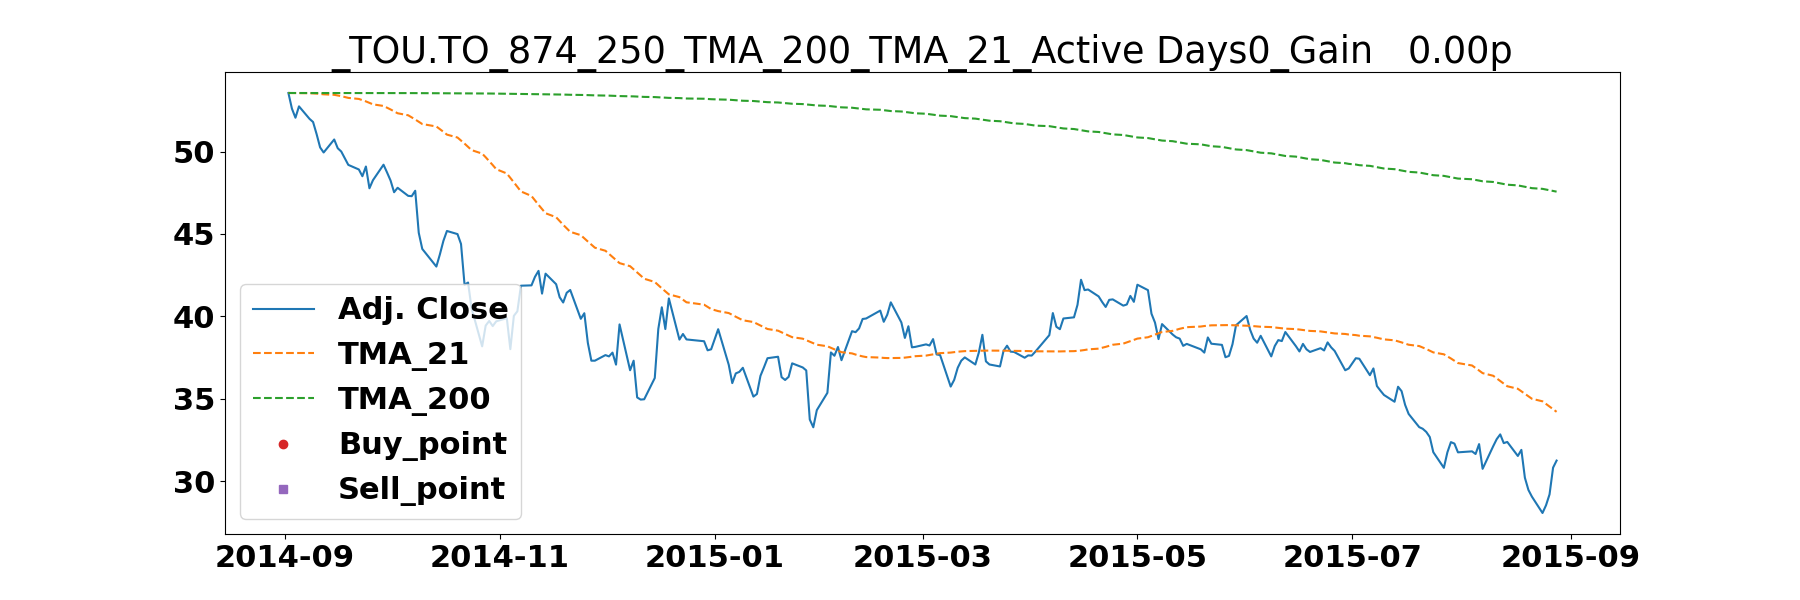 _TOU.TO_874_250_TMA_200_TMA_21_Active Days0_Gain   0.00p
50
45
40
35
30
Adj. Close
TMA_21
TMA_200
Buy_point
Sell_point
2014-09 2014-11 2015-01 2015-03 2015-05 2015-07 2015-09